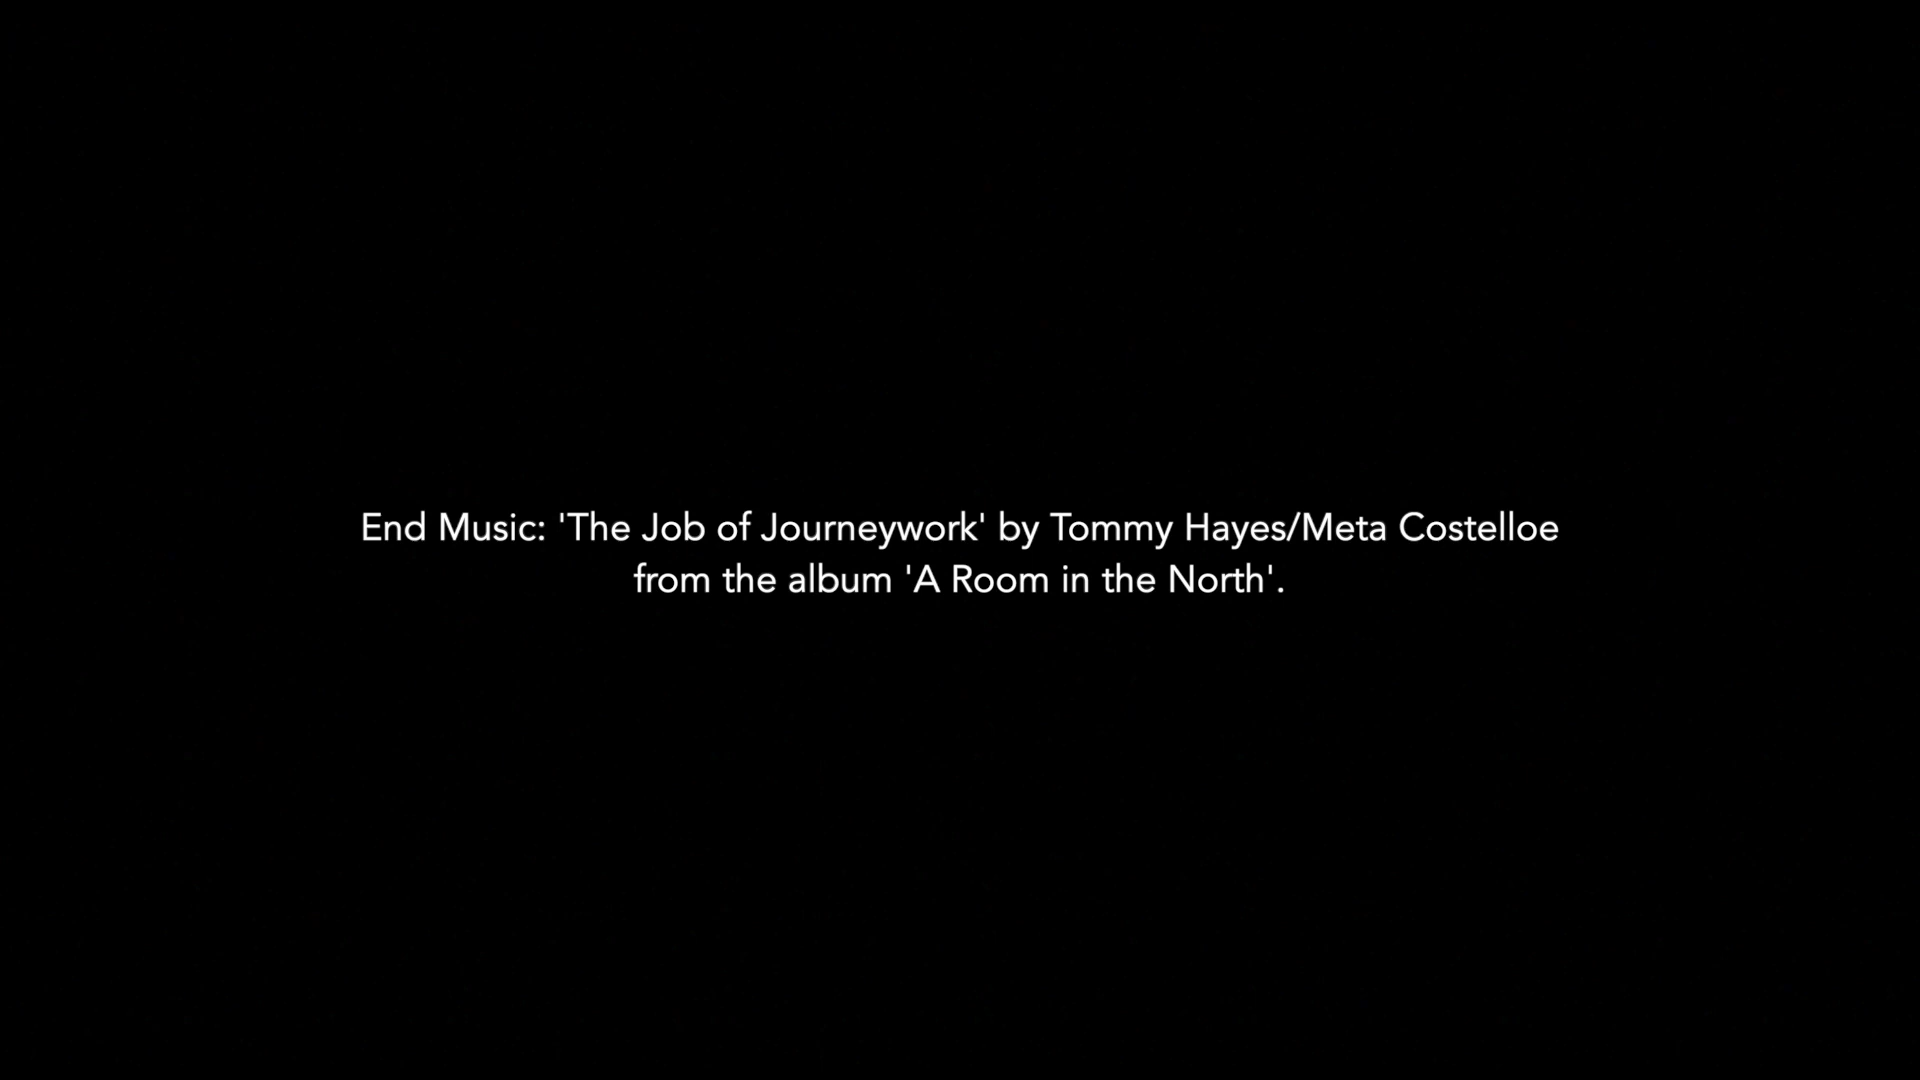 End Music: 'The Job of Journeywork' by Tommy Hayes/Meta Costelloe
from the album 'A Room in the North'.